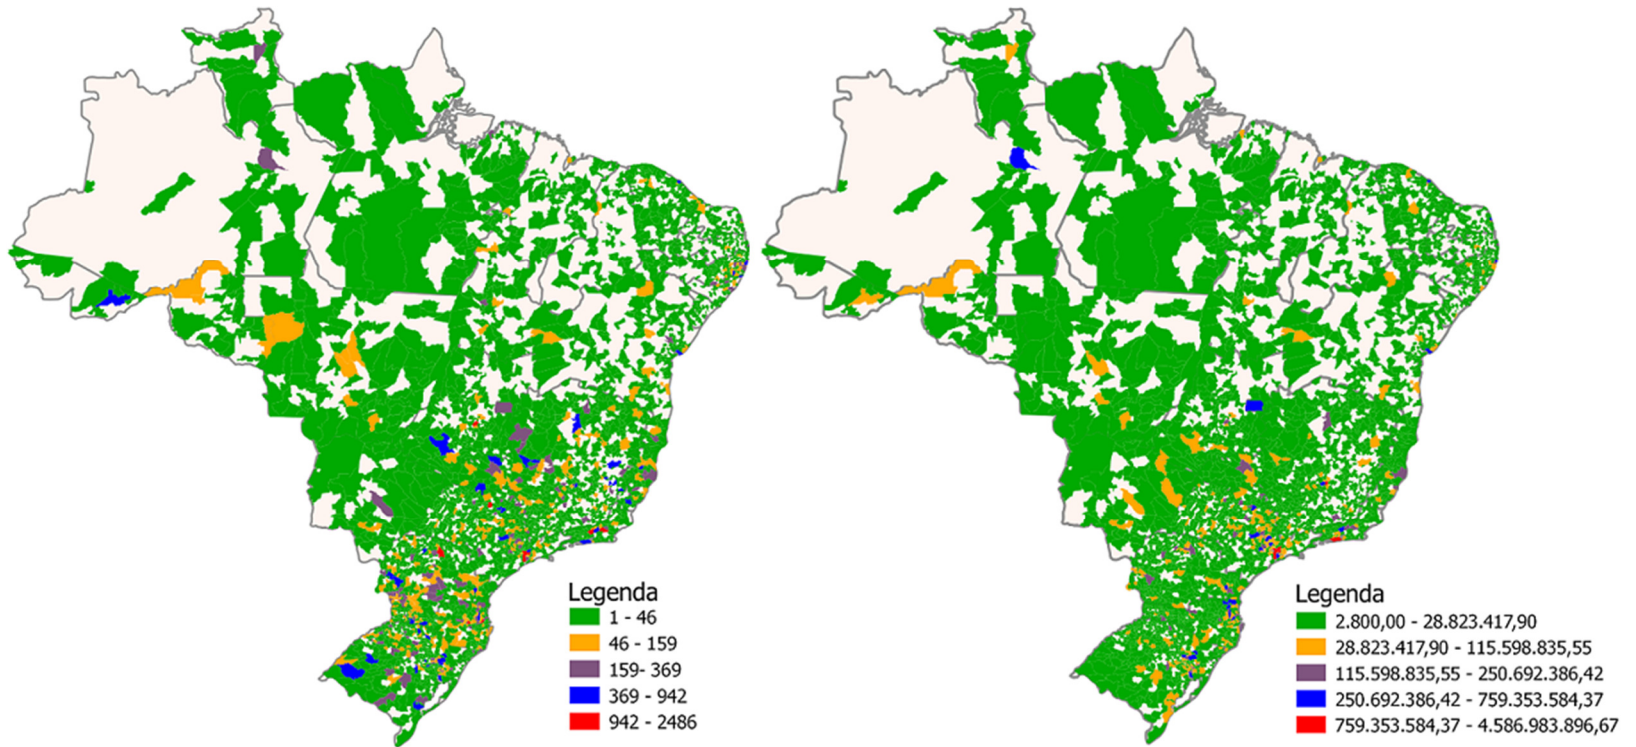 Legenda
1 - 46
46 - 159
159- 369
369 - 942
942 - 2486
Legenda
2.800,00 - 28.823.417,90
28.823.417,90 - 115.598.835,55
115.598.835,55 - 250.692.386,42
250.692.386,42 - 759.353.584,37
759.353.584,37 - 4.586.983.896,67